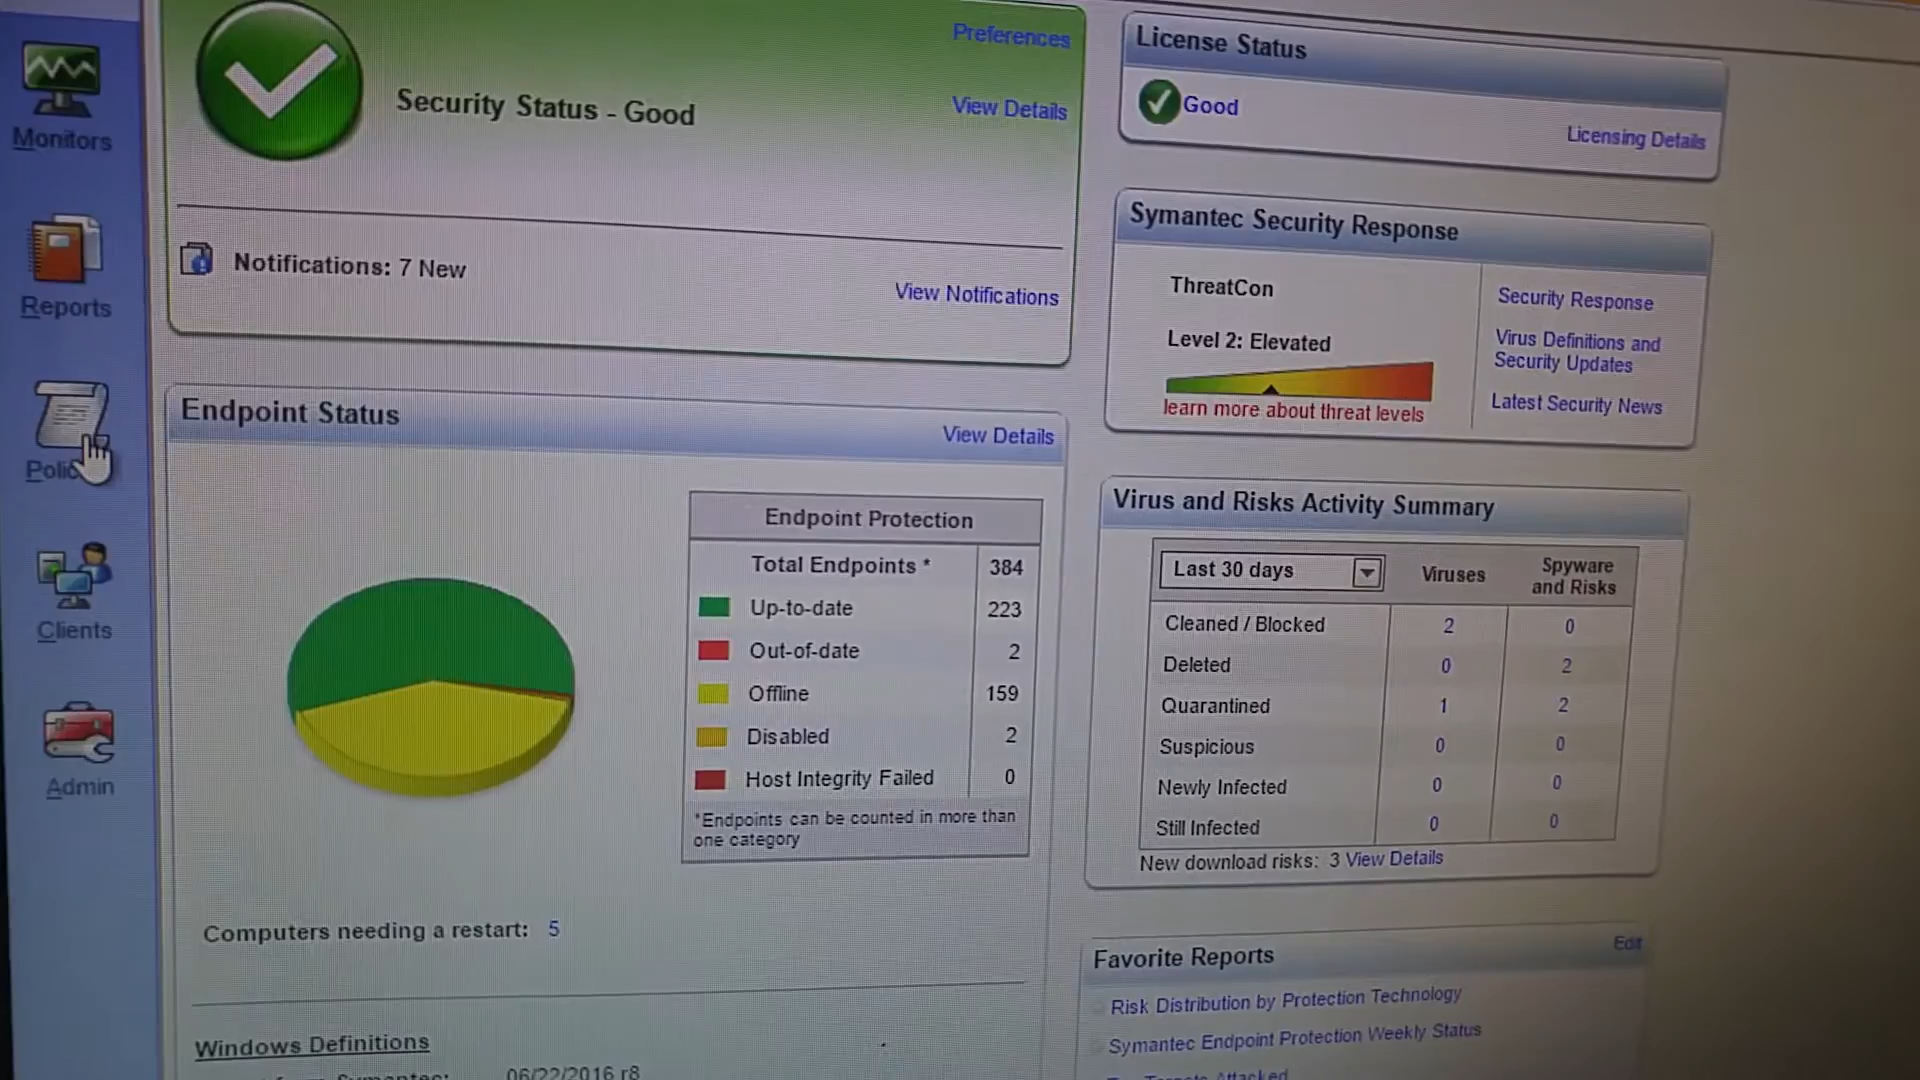 Monitors
Reports
Polic
Clients
Admin
Preferences
Security Status - Good
View Details
Notifications: 7 New
View Notifications
Endpoint Status
View Details
Endpoint Protection
Total Endpoints * 384
Up-to-date 223
Out-of-date 2
Offline 159
Disabled 2
Host Integrity Failed 0
*Endpoints can be counted in more than
one category
Computers needing a restart: 5
Windows Definitions
06/22/2016 r8
License Status
Good
Licensing Details
Symantec Security Response
ThreatCon
Level 2: Elevated
learn more about threat levels
Security Response
Virus Definitions and
Security Updates
Latest Security News
Virus and Risks Activity Summary
Last 30 days Viruses Spyware
and Risks
Cleaned / Blocked 2 0
Deleted 0 2
Quarantined 1 2
Suspicious 0 0
Newly Infected 0 0
Still Infected 0 0
New download risks: 3 View Details
Favorite Reports
Edit
Risk Distribution by Protection Technology
Symantec Endpoint Protection Weekly Status
Targets Attacked